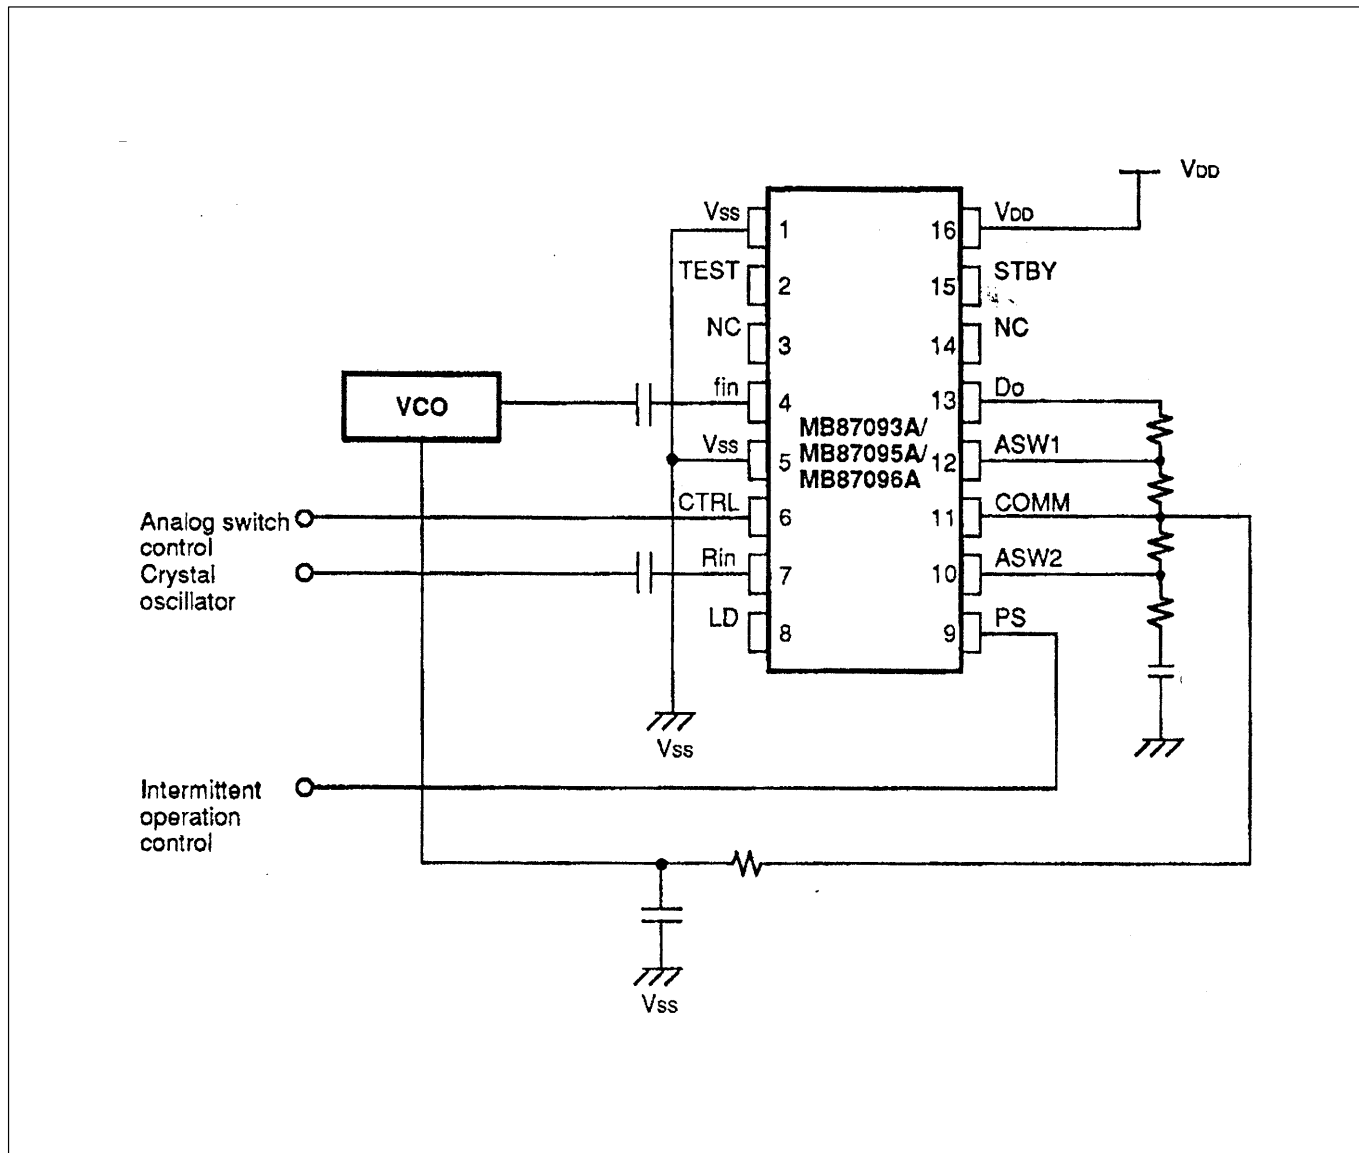 VDD
Vss
1
16
VDD
TEST
2
15
STBY
NC
3
14
NC
fin
4
13
Do
VCO
MB87093A/
MB87095A/
MB87096A
Vss
5
12
ASW1
CTRL
6
11
COMM
Analog switch
control
Rin
7
10
ASW2
Crystal
oscillator
LD
8
9
PS
Vss
Intermittent
operation
control
Vss